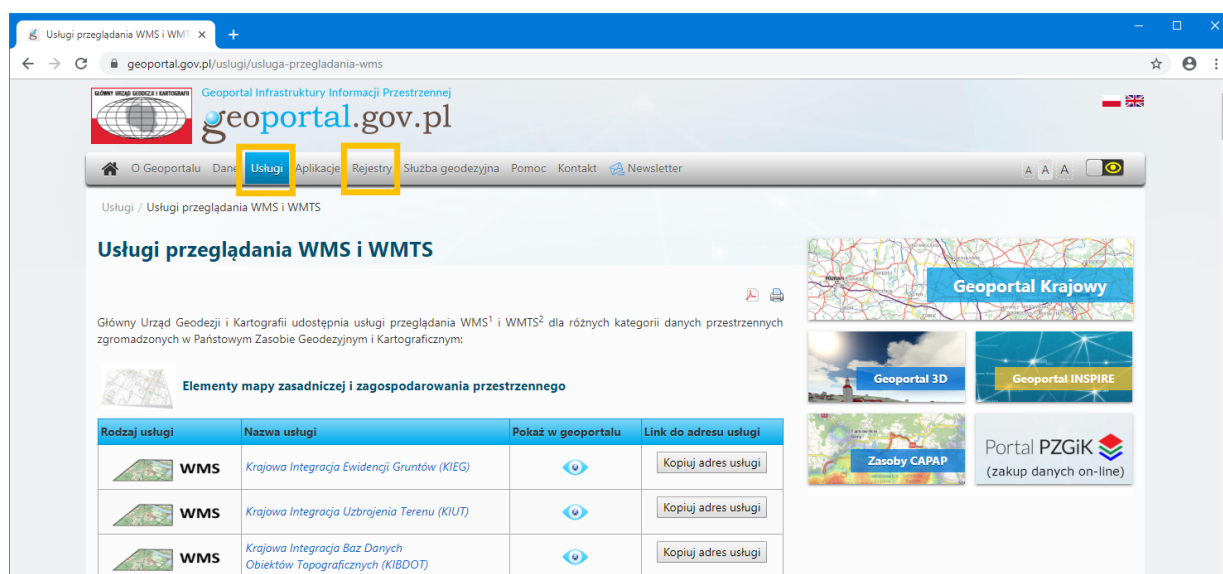 Usługi przeglądania WMS i WMT
geoportal.gov.pl/uslugi/usluga-przegladania-wms
GŁÓWNY URZĄD GEODEZJI I KARTOGRAFII
Geoportal Infrastruktury Informacji Przestrzennej
geoportal.gov.pl
O Geoportalu Dane Usługi Aplikacje Rejestry Służba geodezyjna Pomoc Kontakt Newsletter A A A
Usługi / Usługi przeglądania WMS i WMTS
Usługi przeglądania WMS i WMTS
Główny Urząd Geodezji i Kartografii udostępnia usługi przeglądania WMS1 i WMTS2 dla różnych kategorii danych przestrzennych
zgromadzonych w Państowym Zasobie Geodezyjnym i Kartograficznym:
Elementy mapy zasadniczej i zagospodarowania przestrzennego
Rodzaj usługi Nazwa usługi Pokaż w geoportalu Link do adresu usługi
WMS Krajowa Integracja Ewidencji Gruntów (KIEG) Kopiuj adres usługi
WMS Krajowa Integracja Uzbrojenia Terenu (KIUT) Kopiuj adres usługi
WMS Krajowa Integracja Baz Danych
Obiektów Topograficznych (KIBDOT) Kopiuj adres usługi
Geoportal Krajowy
Geoportal 3D
Geoportal INSPIRE
Zasoby CAPAP
Portal PZGiK
(zakup danych on-line)